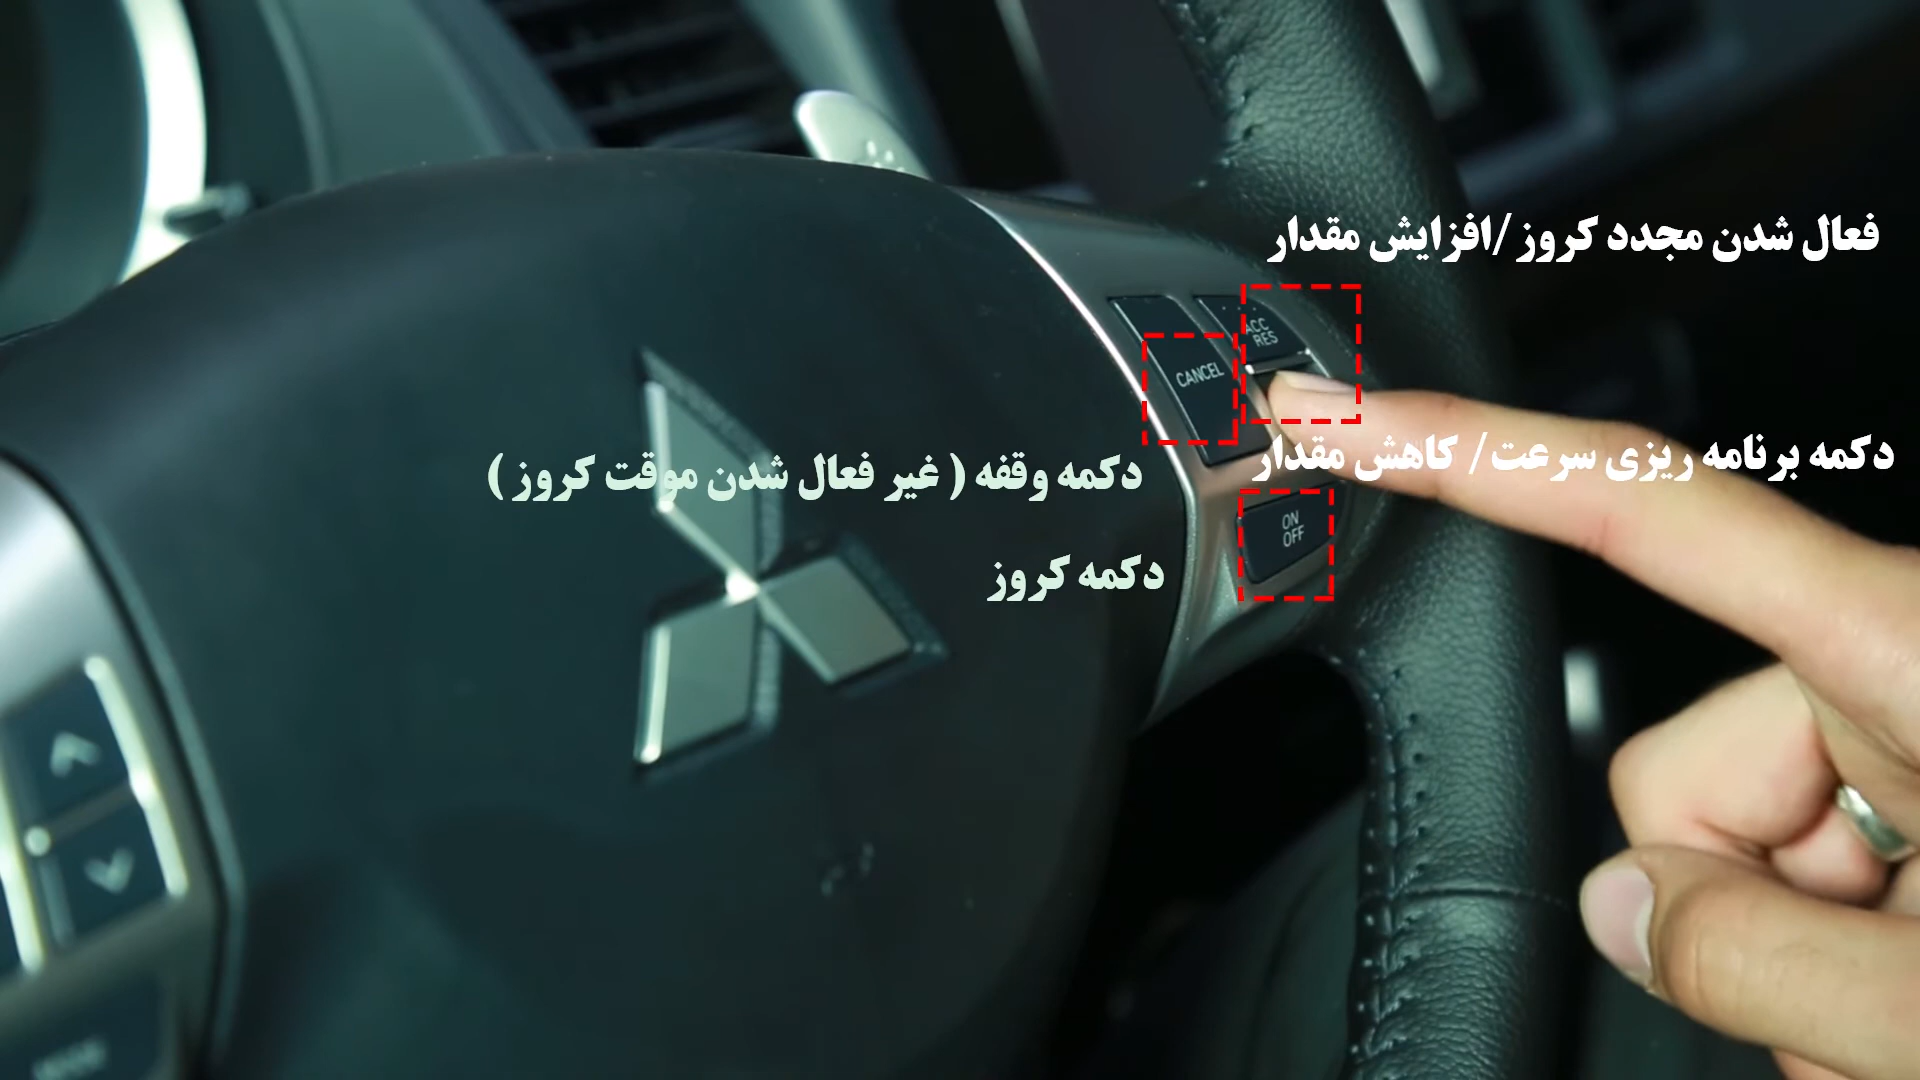 فعال شدن مجدد کروز /افزایش مقدار
ACC
RES
CANCEL
دکمه برنامه ریزی سرعت/ کاهش مقدار
دکمه وقفه ( غیر فعال شدن موقت کروز )
ON
OFF
دکمه کروز